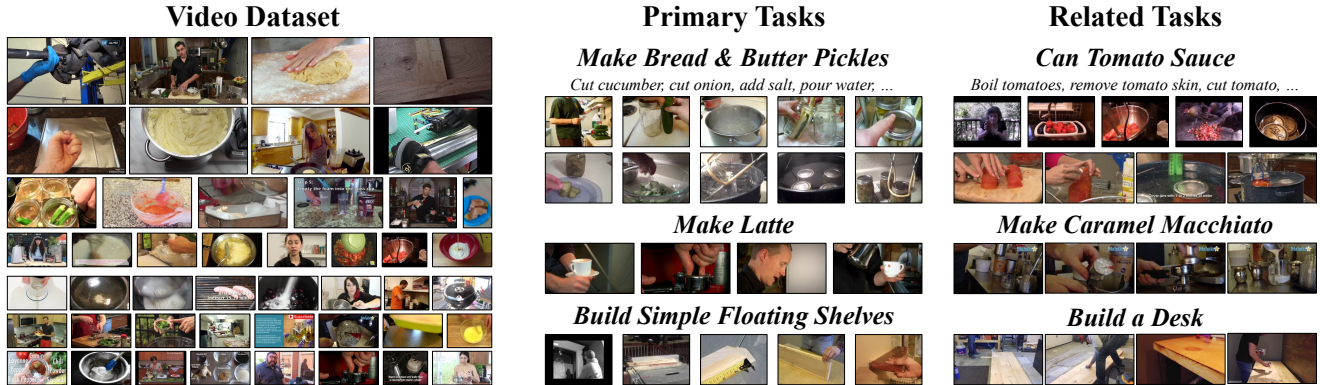 Video Dataset
Primary Tasks
Make Bread & Butter Pickles
Cut cucumber, cut onion, add salt, pour water, …
Make Latte
Build Simple Floating Shelves
Related Tasks
Can Tomato Sauce
Boil tomatoes, remove tomato skin, cut tomato, …
Make Caramel Macchiato
Build a Desk